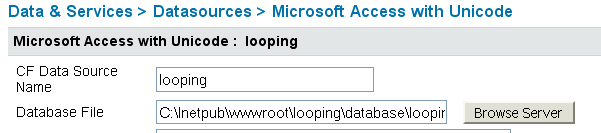 Data & Services > Datasources > Microsoft Access with Unicode
Microsoft Access with Unicode : looping
CF Data Source Name
looping
Database File
C:\Inetpub\wwwroot\looping\database\loopin
Browse Server